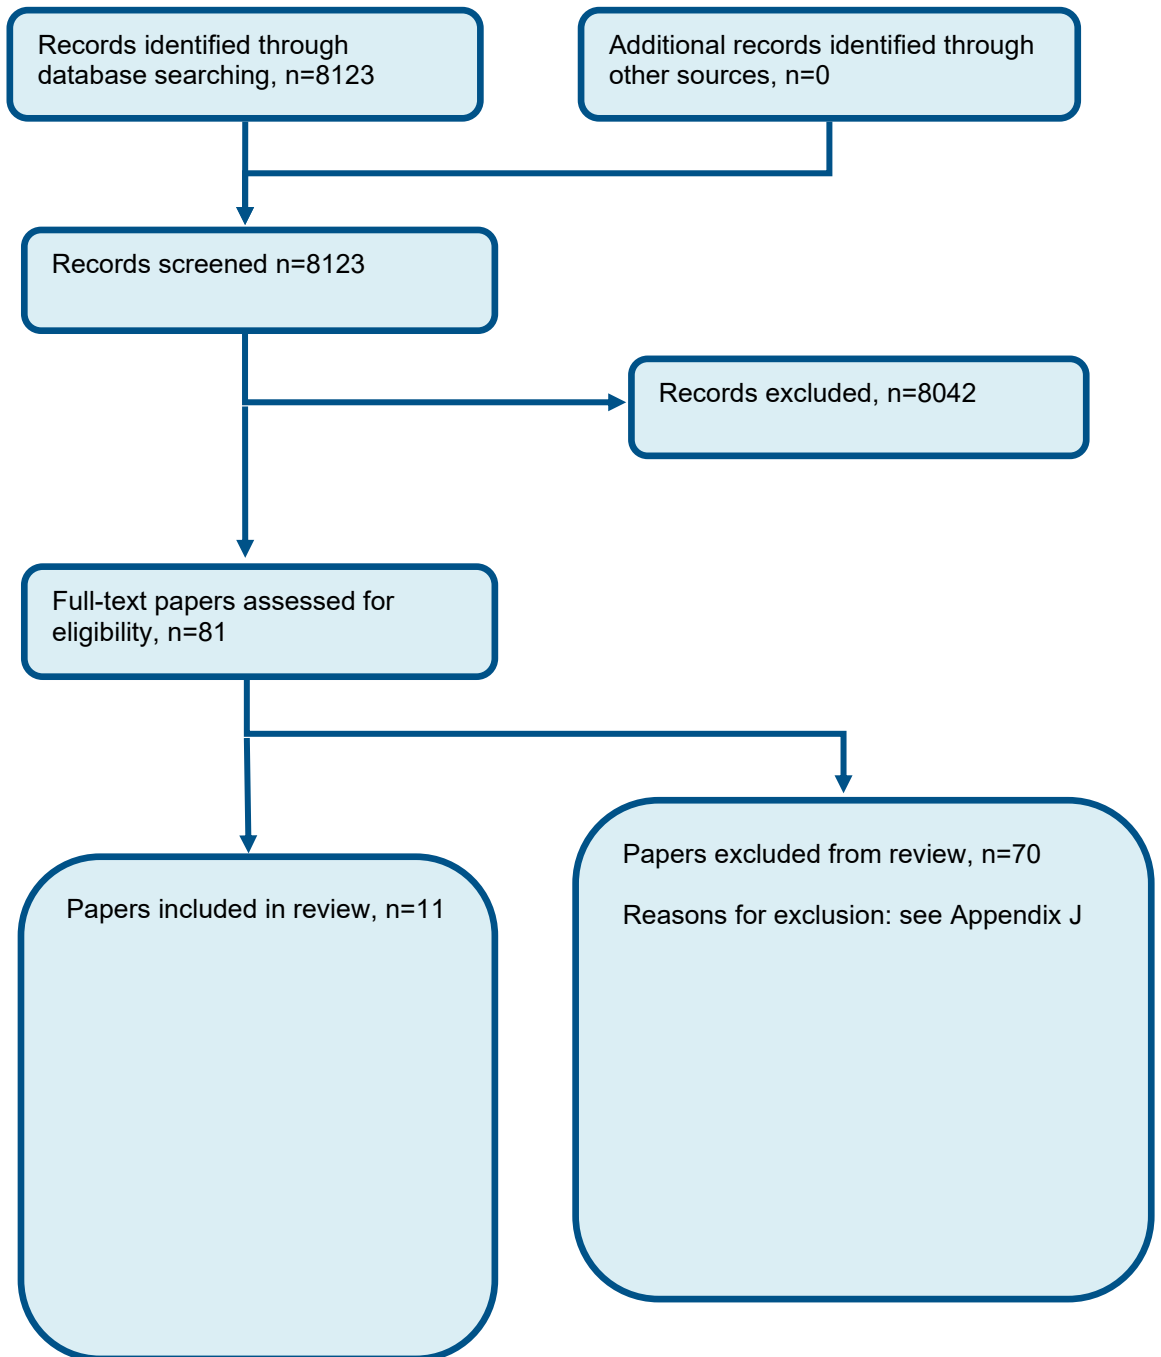 Records identified through
database searching, n=8123
Additional records identified through
other sources, n=0
Records screened n=8123
Records excluded, n=8042
Full-text papers assessed for
eligibility, n=81
Papers included in review, n=11
Papers excluded from review, n=70
Reasons for exclusion: see Appendix J